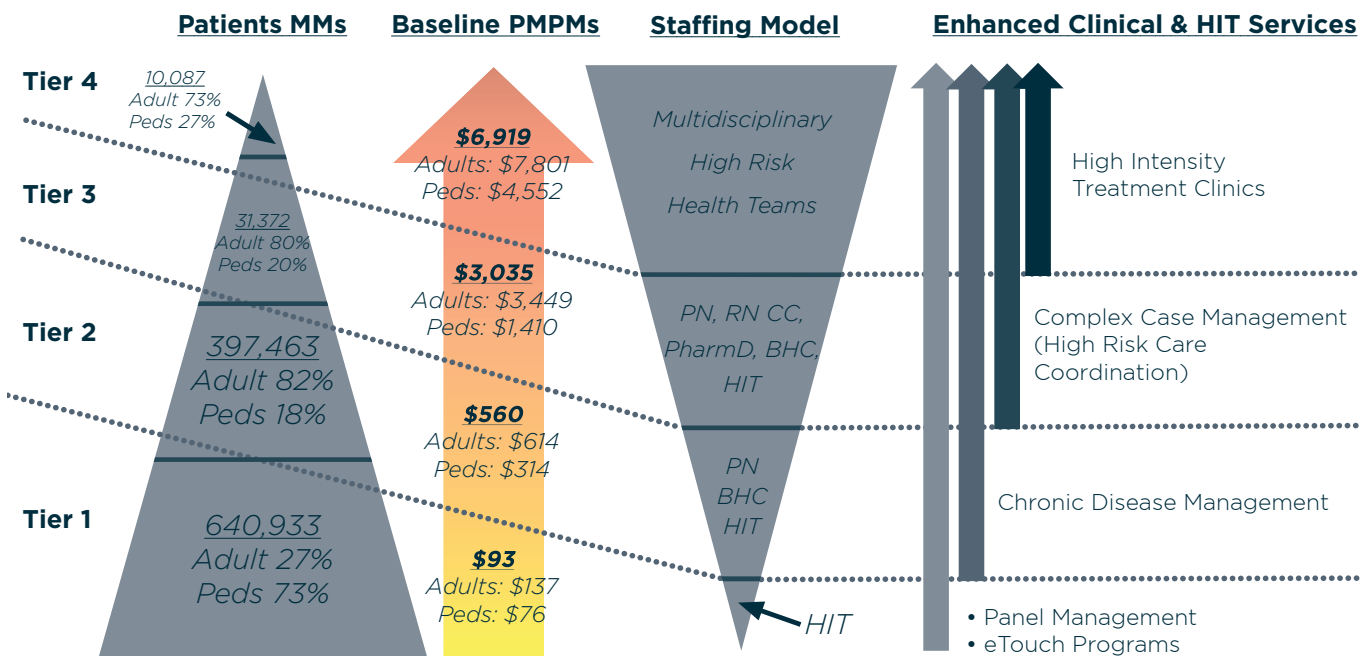 Patients MMs
Baseline PMPMs
Staffing Model
Enhanced Clinical & HIT Services
Tier 4
10,087
Adult 73%
Peds 27%
$6,919
Adults: $7,801
Peds: $4,552
Multidisciplinary
High Risk
Health Teams
High Intensity
Treatment Clinics
Tier 3
31,372
Adult 80%
Peds 20%
$3,035
Adults: $3,449
Peds: $1,410
PN, RN CC,
PharmD, BHC,
HIT
Complex Case Management
(High Risk Care
Coordination)
Tier 2
397,463
Adult 82%
Peds 18%
$560
Adults: $614
Peds: $314
PN
BHC
HIT
Chronic Disease Management
Tier 1
640,933
Adult 27%
Peds 73%
$93
Adults: $137
Peds: $76
HIT
• Panel Management
• eTouch Programs